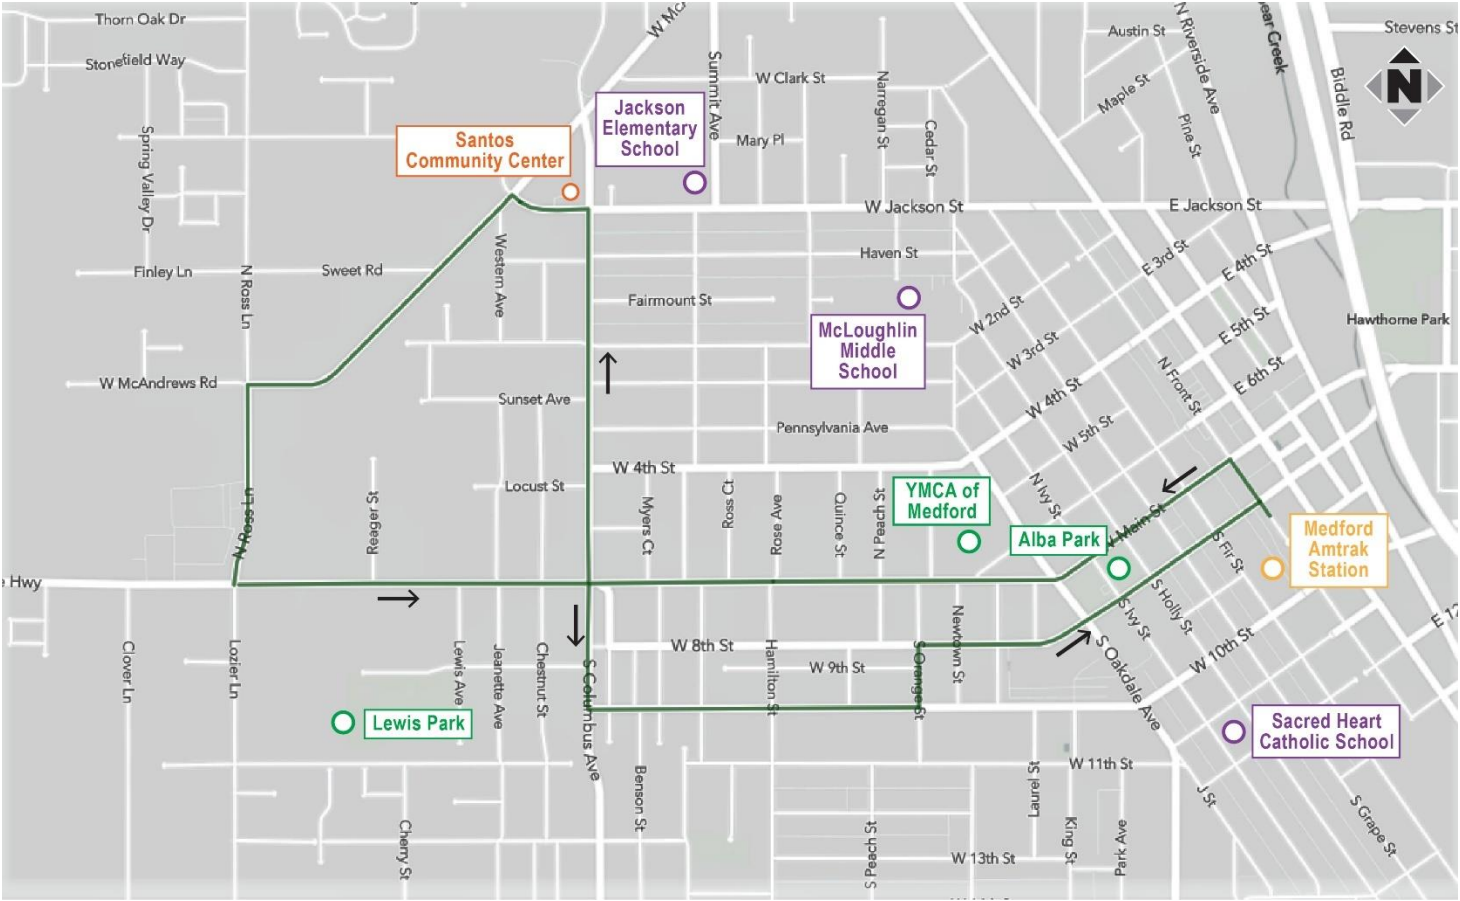 Thorn Oak Dr
Stonefield Way
Spring Valley Dr
W McA
Summit Ave
W Clark St
Mary Pl
Narregan St
Cedar St
Austin St
Maple St
Pine St
N Riverside Ave
Bear Creek
Biddle Rd
Stevens St
N
Santos
Community Center
Jackson
Elementary
School
W Jackson St
E Jackson St
Haven St
Fairmount St
McLoughlin
Middle
School
W 2nd St
W 3rd St
W 4th St
W 5th St
E 3rd St
E 4th St
E 5th St
E 6th St
N Front St
Hawthorne Park
Finley Ln
N Ross Ln
Sweet Rd
Western Ave
W McAndrews Rd
Sunset Ave
Pennsylvania Ave
W 4th St
Locust St
N Ross Ln
Reeger St
Myers Ct
Ross Ct
Rose Ave
Quince St
N Peach St
YMCA of
Medford
N Ivy St
Alba Park
W Main St
S Fir St
Medford
Amtrak
Station
e Hwy
Clover Ln
Lozier Ln
Lewis Ave
Jeanette Ave
Chestnut St
S Columbus Ave
W 8th St
Hamilton St
W 9th St
S Orange St
Newtown St
S Ivy St
S Holly St
S Oakdale Ave
W 10th St
E 12
Lewis Park
Sacred Heart
Catholic School
W 11th St
Benson St
Cherry St
S Peach St
W 13th St
Laurel St
King St
Park Ave
J St
S Grape St